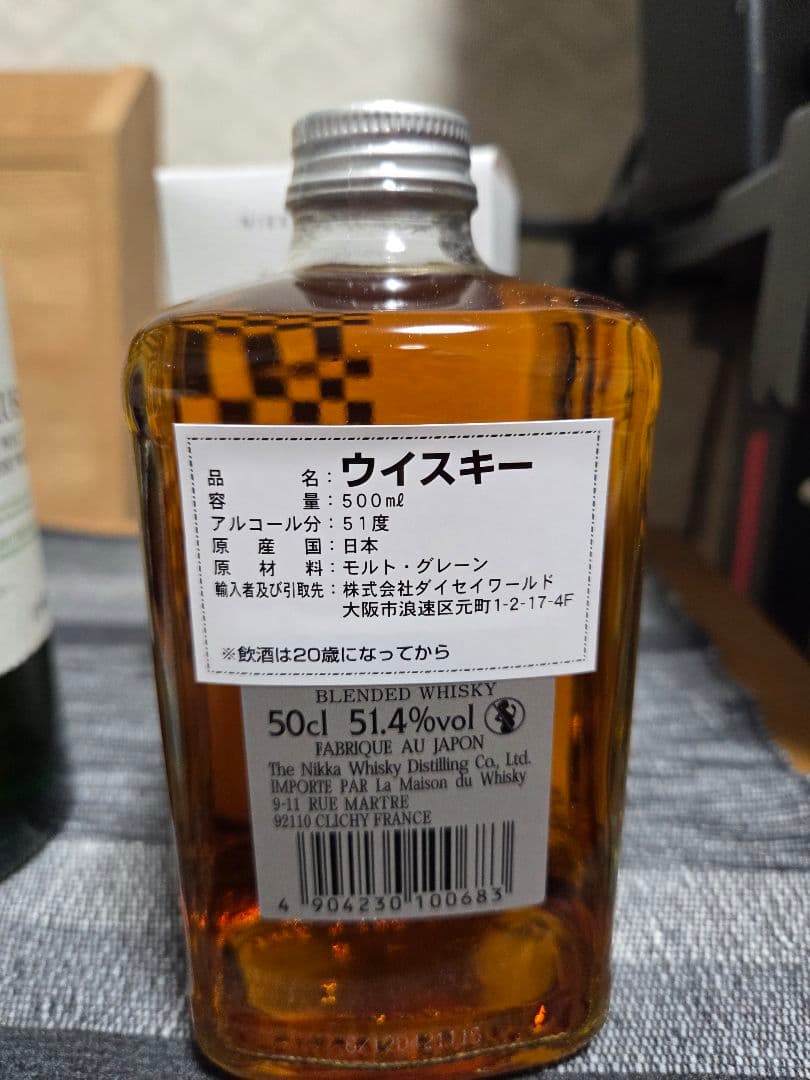 品名：ウイスキー
容量：500㎖
アルコール分：51度
原産国：日本
原材料：モルト・グレーン
輸入者及び引取先：株式会社ダイセイワールド
大阪市浪速区元町1-2-17-4F
※飲酒は20歳になってから
BLENDED WHISKY
50cl 51.4%vol
FABRIQUE AU JAPON
The Nikka Whisky Distilling Co., Ltd.
IMPORTE PAR La Maison du Whisky
9-11 RUE MARTRE
92110 CLICHY FRANCE
4 904230 100683